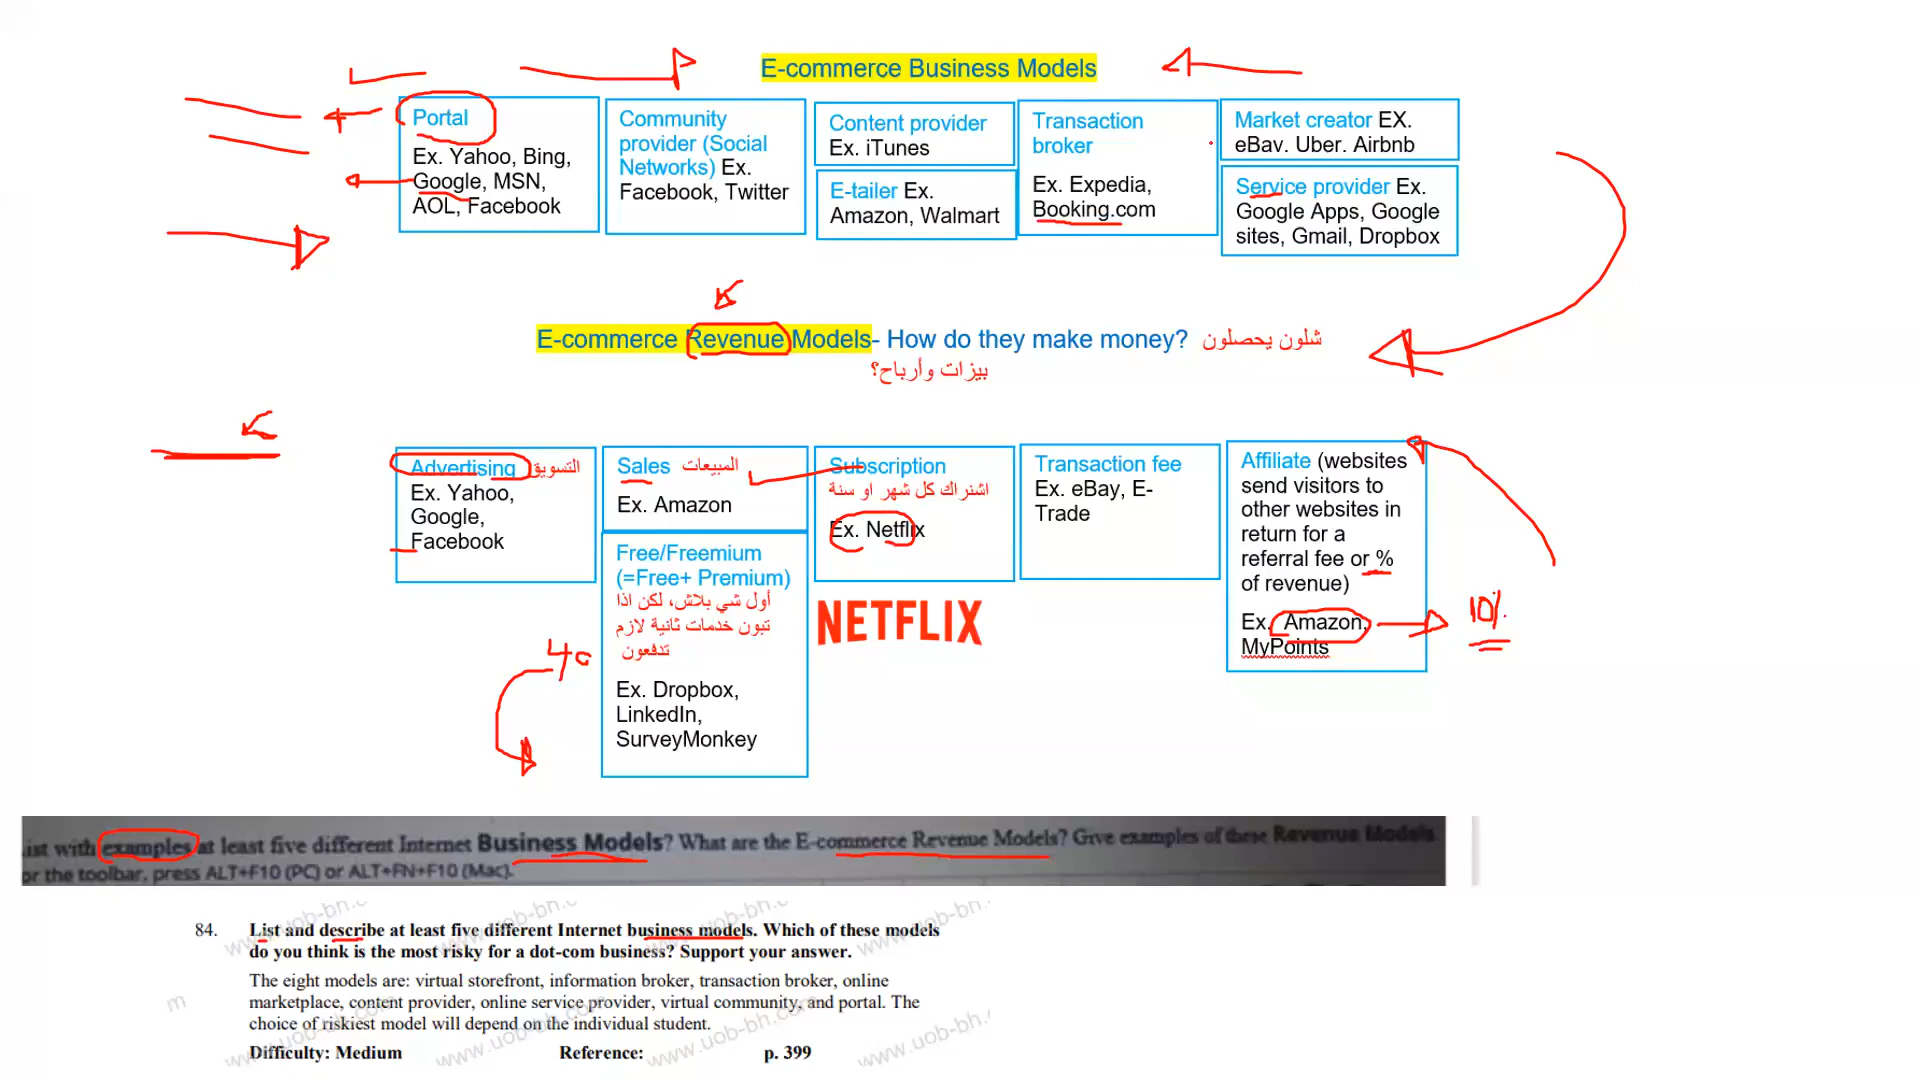 E-commerce Business Models
Portal
Ex. Yahoo, Bing,
Google, MSN,
AOL, Facebook
Community
provider (Social
Networks) Ex.
Facebook, Twitter
Content provider
Ex. iTunes
E-tailer Ex.
Amazon, Walmart
Transaction
broker
Ex. Expedia,
Booking.com
Market creator EX.
eBay. Uber. Airbnb
Service provider Ex.
Google Apps, Google
sites, Gmail, Dropbox
E-commerce Revenue Models- How do they make money? شلون يحصلون
بيزات وأرباح؟
Advertising التسويق
Ex. Yahoo,
Google,
Facebook
Sales المبيعات
Ex. Amazon
Free/Freemium
(=Free+ Premium)
أول شي بلاش، لكن اذا
تبون خدمات ثانية لازم
تدفعون
Ex. Dropbox,
LinkedIn,
SurveyMonkey
Subscription
اشتراك كل شهر او سنة
Ex. Netflix
NETFLIX
Transaction fee
Ex. eBay, E-
Trade
Affiliate (websites
send visitors to
other websites in
return for a
referral fee or %
of revenue)
Ex. Amazon,
MyPoints
10%
ist with examples at least five different Internet Business Models? What are the E-commerce Revenue Models? Give examples of these Revenue Models
or the toolbar, press ALT+F10 (PC) or ALT+FN+F10 (Mac).
84. List and describe at least five different Internet business models. Which of these models
do you think is the most risky for a dot-com business? Support your answer.
The eight models are: virtual storefront, information broker, transaction broker, online
marketplace, content provider, online service provider, virtual community, and portal. The
choice of riskiest model will depend on the individual student.
Difficulty: Medium Reference: p. 399
www.uob-bh.com